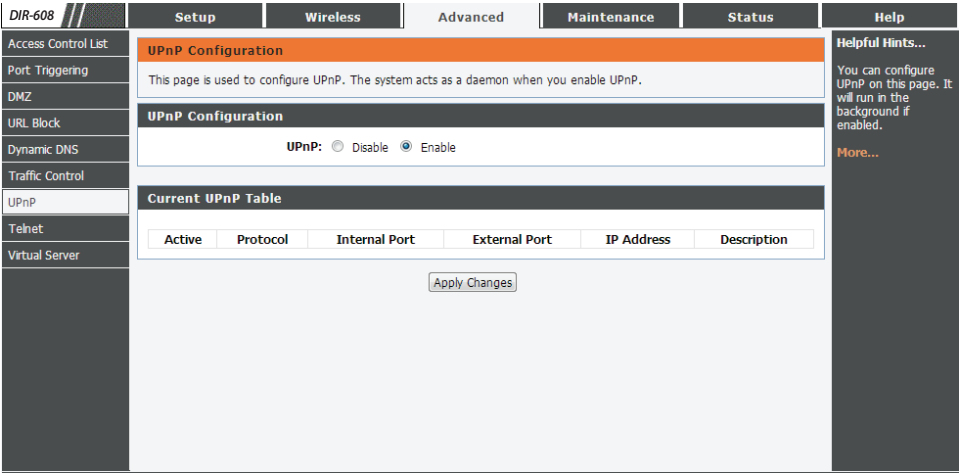 DIR-608
Setup Wireless Advanced Maintenance Status Help
Access Control List
Port Triggering
DMZ
URL Block
Dynamic DNS
Traffic Control
UPnP
Telnet
Virtual Server
UPnP Configuration
This page is used to configure UPnP. The system acts as a daemon when you enable UPnP.
UPnP Configuration
UPnP: Disable Enable
Current UPnP Table
Active Protocol Internal Port External Port IP Address Description
Apply Changes
Helpful Hints...
You can configure
UPnP on this page. It
will run in the
background if
enabled.
More...